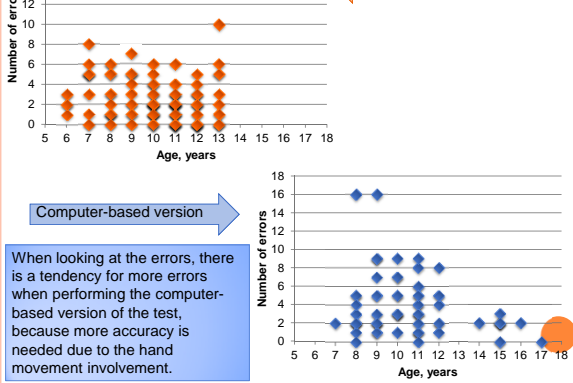 12
10
8
6
4
2
0
Number of errors
5 6 7 8 9 10 11 12 13 14 15 16 17 18
Age, years
Computer-based version
When looking at the errors, there
is a tendency for more errors
when performing the computer-
based version of the test,
because more accuracy is
needed due to the hand
movement involvement.
18
16
14
12
10
8
6
4
2
0
Number of errors
5 6 7 8 9 10 11 12 13 14 15 16 17 18
Age, years